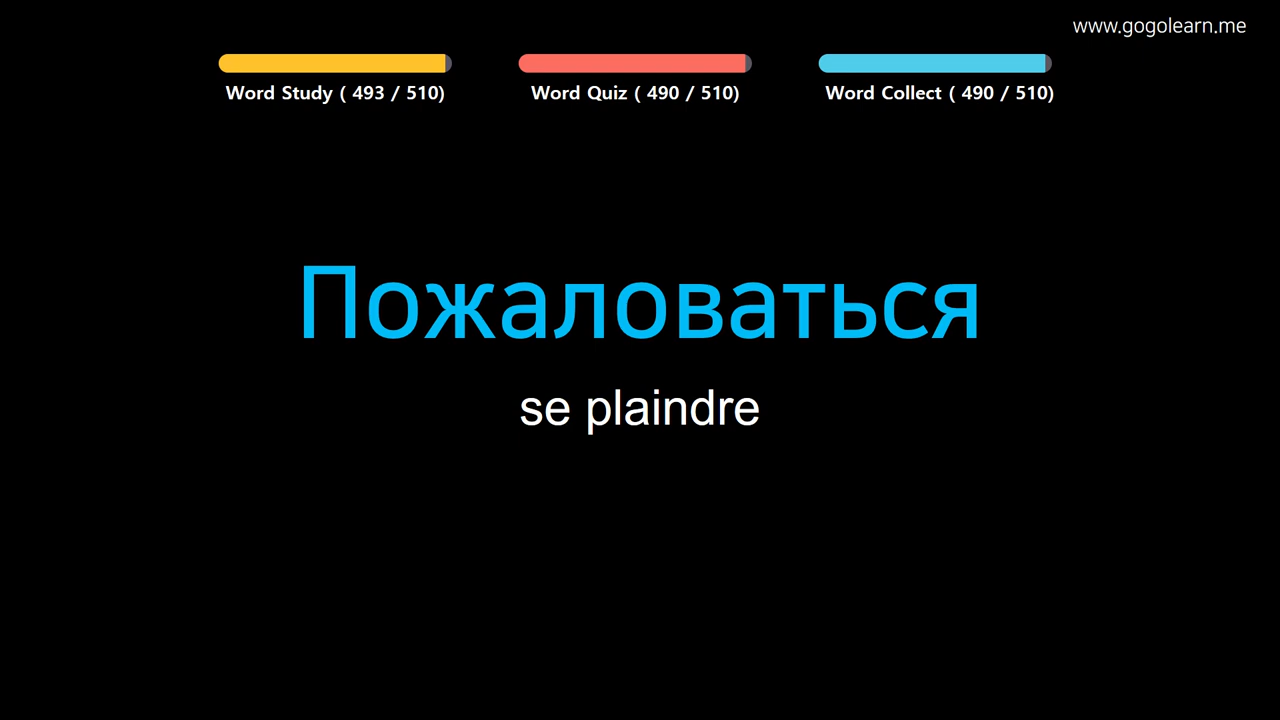 www.gogolearn.me
Word Study ( 493 / 510)
Word Quiz ( 490 / 510)
Word Collect ( 490 / 510)
Пожаловаться
se plaindre